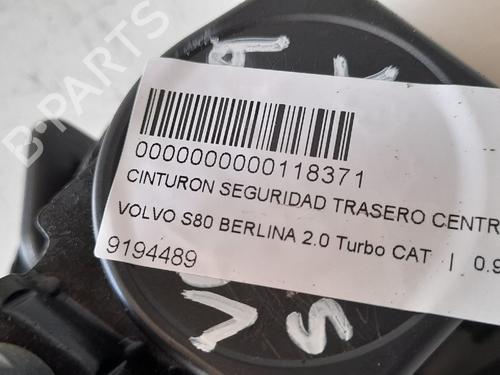 B-PARTS
0000000000118371
CINTURON SEGURIDAD TRASERO CENTR
VOLVO S80 BERLINA 2.0 Turbo CAT | 0.9
9194489